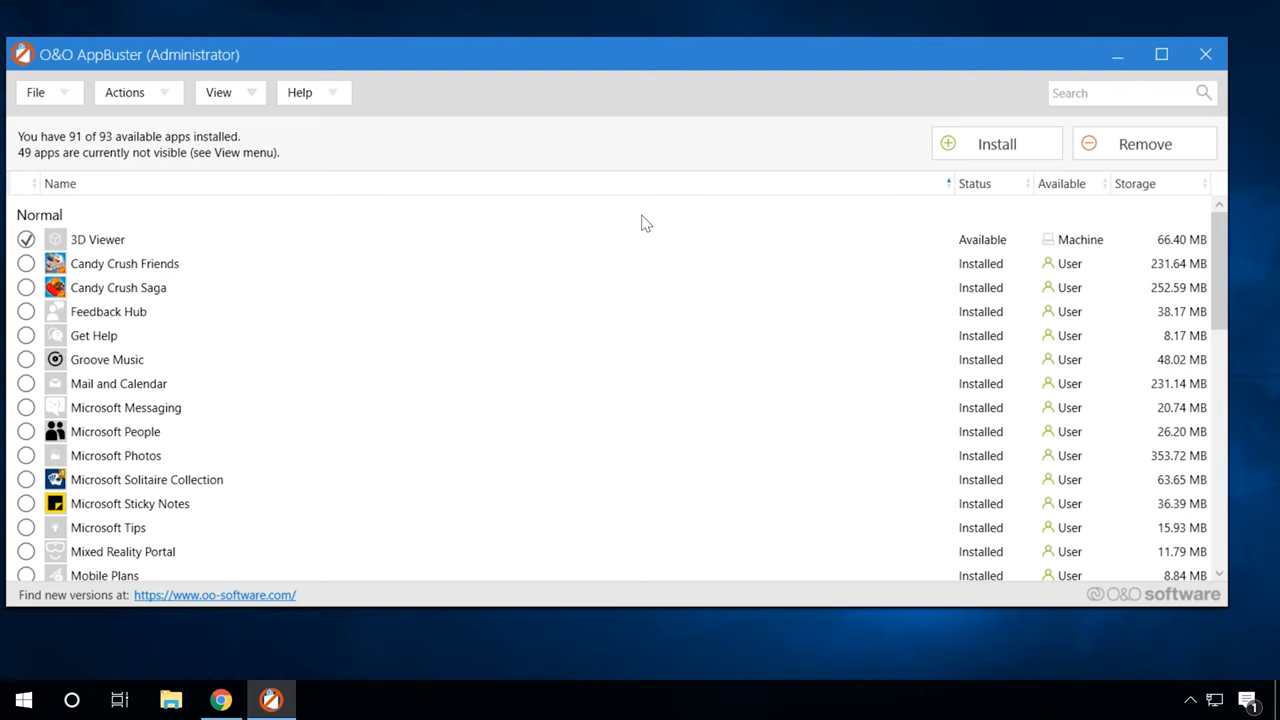 O&O AppBuster (Administrator)
File Actions View Help Search
You have 91 of 93 available apps installed.
49 apps are currently not visible (see View menu).
Install Remove
Name Status Available Storage
Normal
3D Viewer Available Machine 66.40 MB
Candy Crush Friends Installed User 231.64 MB
Candy Crush Saga Installed User 252.59 MB
Feedback Hub Installed User 38.17 MB
Get Help Installed User 8.17 MB
Groove Music Installed User 48.02 MB
Mail and Calendar Installed User 231.14 MB
Microsoft Messaging Installed User 20.74 MB
Microsoft People Installed User 26.20 MB
Microsoft Photos Installed User 353.72 MB
Microsoft Solitaire Collection Installed User 63.65 MB
Microsoft Sticky Notes Installed User 36.39 MB
Microsoft Tips Installed User 15.93 MB
Mixed Reality Portal Installed User 11.79 MB
Mobile Plans Installed User 8.84 MB
Find new versions at: https://www.oo-software.com/ O&O software
1